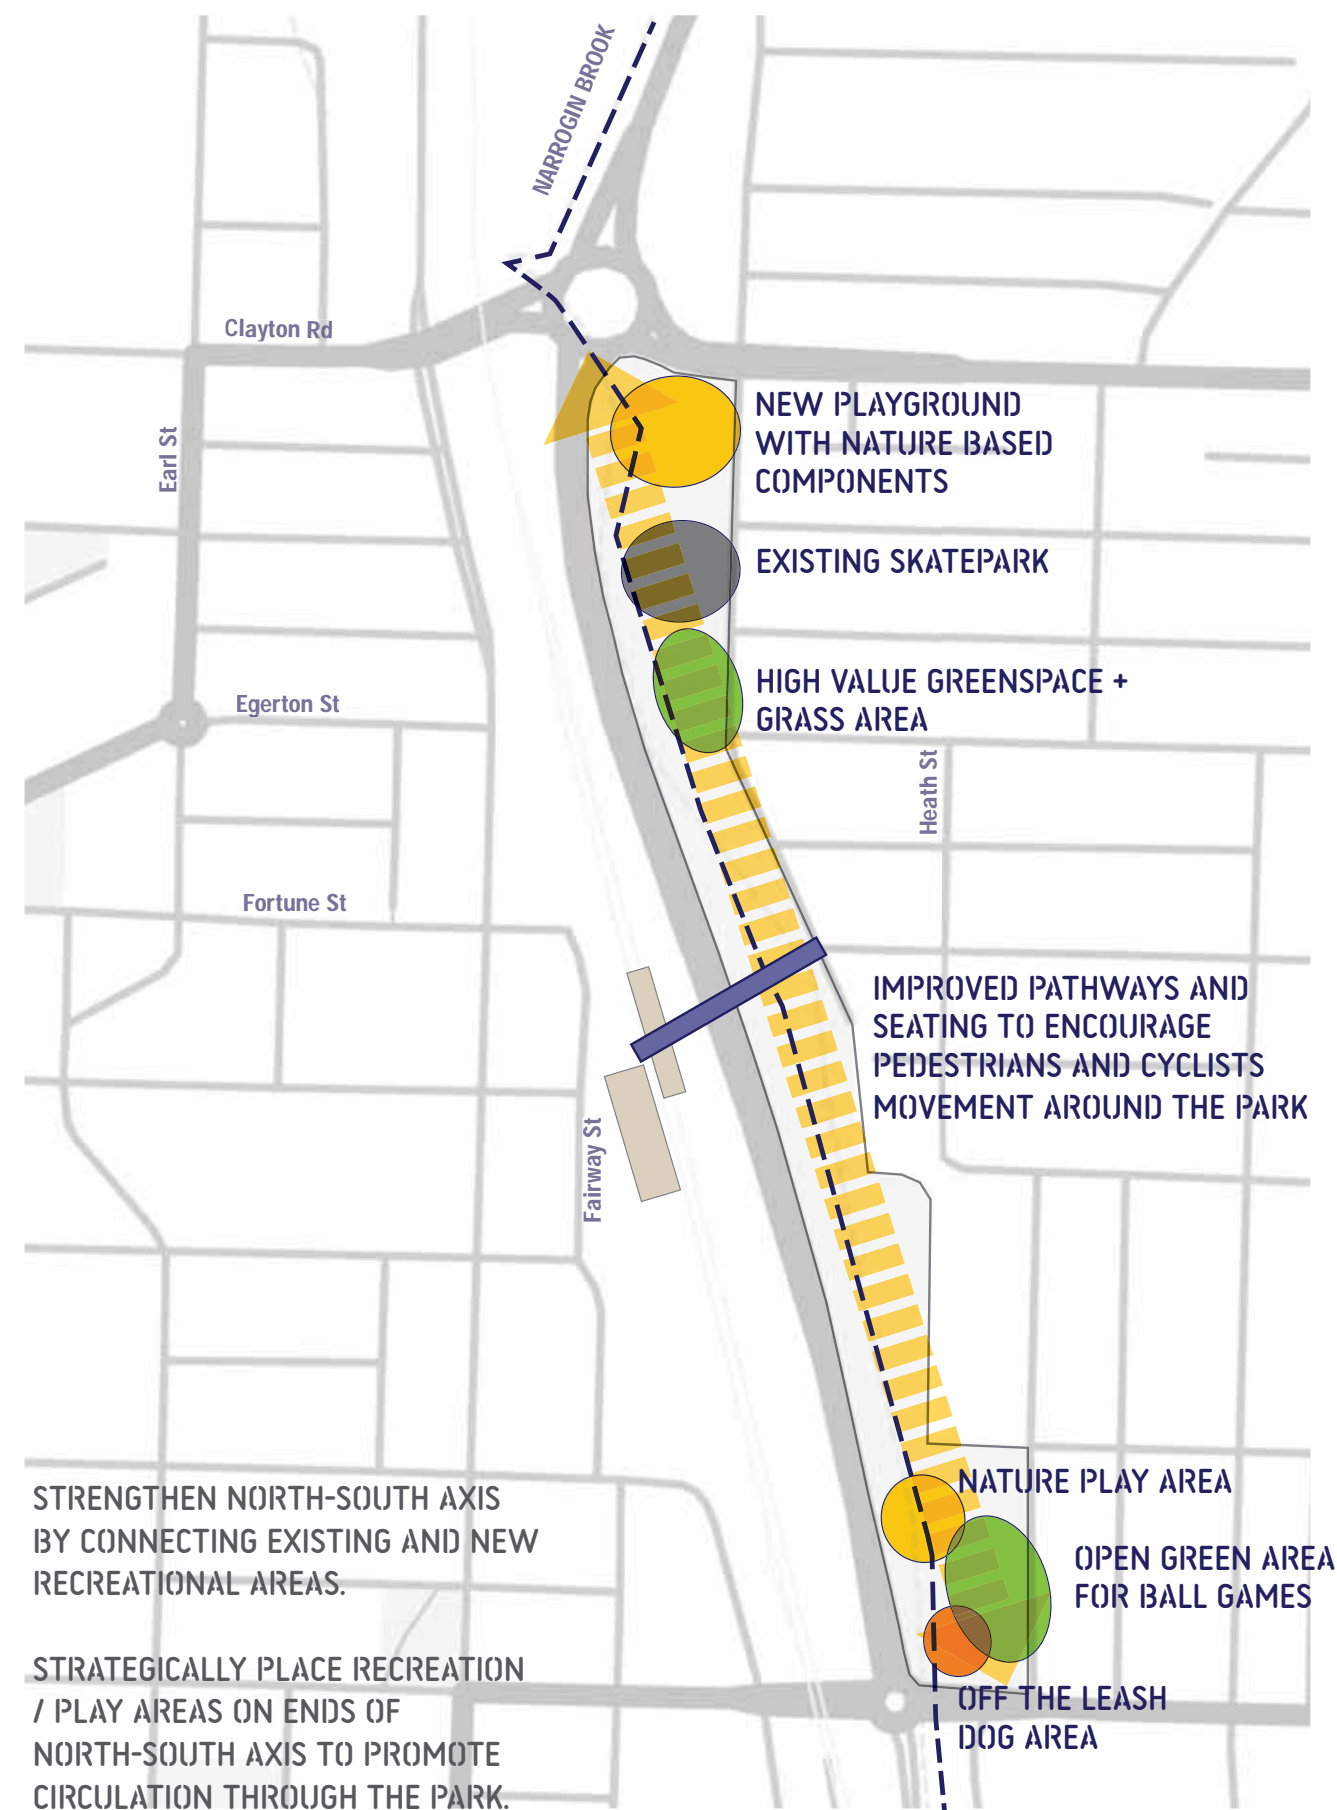 NARROGIN BROOK
Clayton Rd
Earl St
NEW PLAYGROUND
WITH NATURE BASED
COMPONENTS
EXISTING SKATEPARK
HIGH VALUE GREENSPACE +
GRASS AREA
Egerton St
Heath St
Fortune St
IMPROVED PATHWAYS AND
SEATING TO ENCOURAGE
PEDESTRIANS AND CYCLISTS
MOVEMENT AROUND THE PARK
Fairway St
NATURE PLAY AREA
OPEN GREEN AREA
FOR BALL GAMES
OFF THE LEASH
DOG AREA
STRENGTHEN NORTH-SOUTH AXIS
BY CONNECTING EXISTING AND NEW
RECREATIONAL AREAS.
STRATEGICALLY PLACE RECREATION
/ PLAY AREAS ON ENDS OF
NORTH-SOUTH AXIS TO PROMOTE
CIRCULATION THROUGH THE PARK.